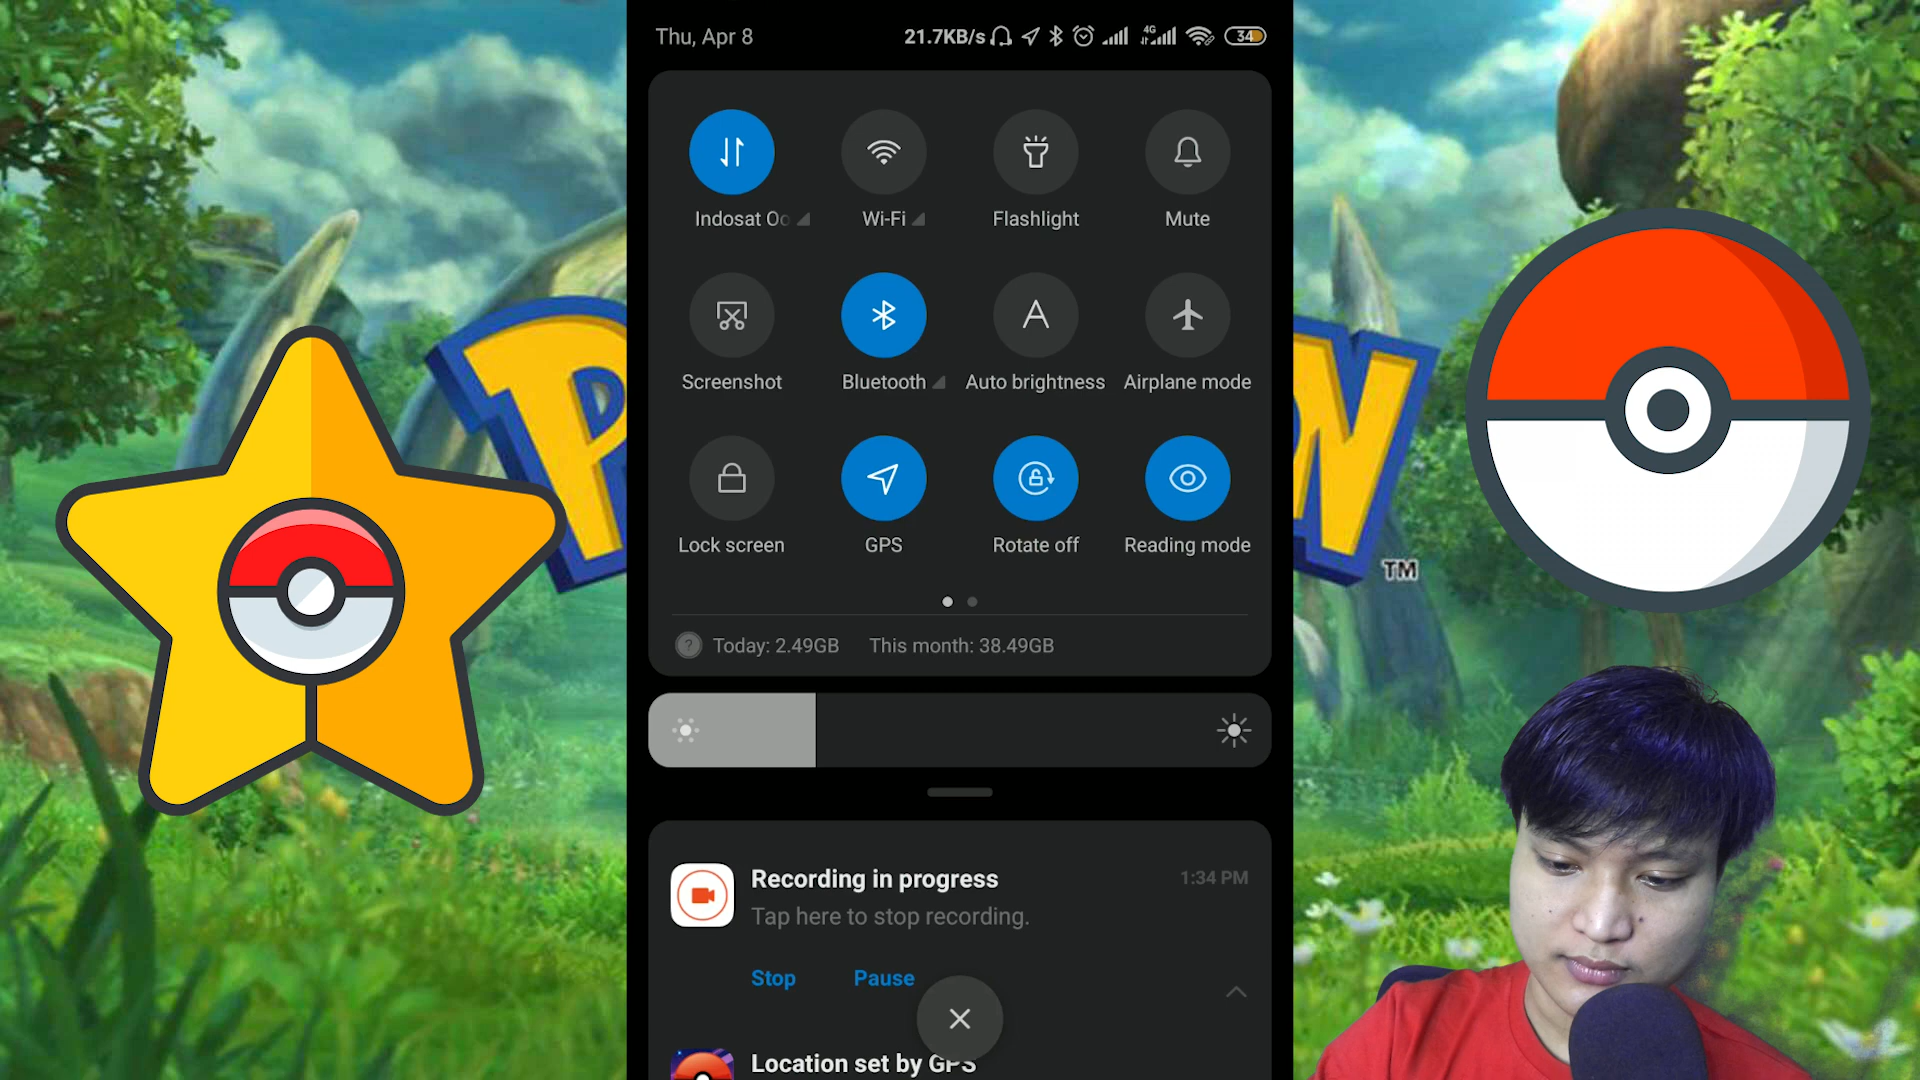 Thu, Apr 8
21.7KB/s 4G 34
Indosat Oo
Wi-Fi
Flashlight
Mute
Screenshot
Bluetooth
Auto brightness
Airplane mode
Lock screen
GPS
Rotate off
Reading mode
? Today: 2.49GB This month: 38.49GB
Recording in progress
1:34 PM
Tap here to stop recording.
Stop
Pause
Location set by GPS
P
N
TM